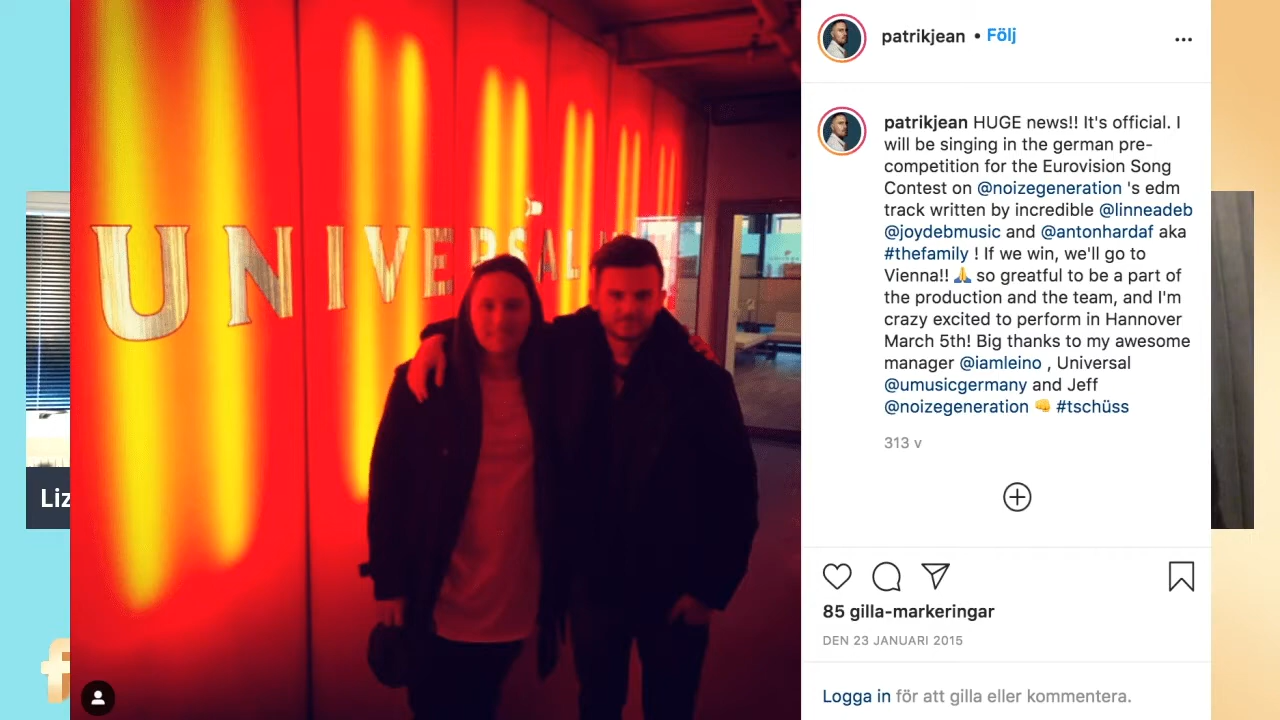 UNIVERSAL
patrikjean • Följ
patrikjean HUGE news!! It's official. I
will be singing in the german pre-
competition for the Eurovision Song
Contest on @noizegeneration 's edm
track written by incredible @linneadeb
@joydebmusic and @antonhardaf aka
#thefamily ! If we win, we'll go to
Vienna!! 🙏 so greatful to be a part of
the production and the team, and I'm
crazy excited to perform in Hannover
March 5th! Big thanks to my awesome
manager @iamleino , Universal
@umusicgermany and Jeff
@noizegeneration 👊 #tschüss
313 v
Liz
85 gilla-markeringar
DEN 23 JANUARI 2015
f
Logga in för att gilla eller kommentera.